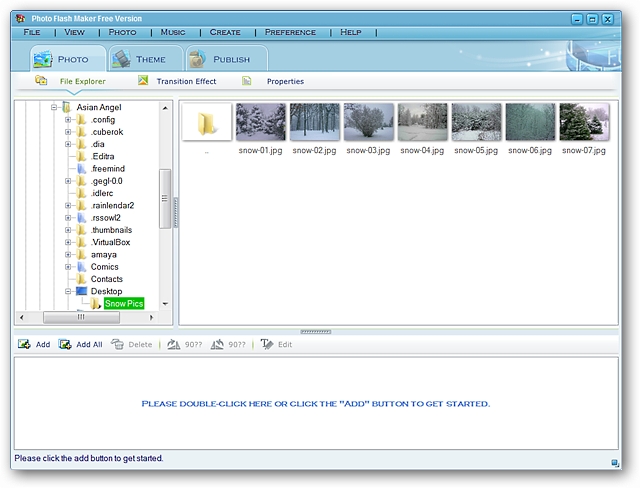 Photo Flash Maker Free Version
File | View | Photo | Music | Create | Preference | Help |
Photo Theme Publish
File Explorer Transition Effect Properties
Asian Angel
.config
.cuberok
.dia
.Editra
.freemind
.gegl-0.0
.idlerc
.rainlendar2
.rssowl2
.thumbnails
.VirtualBox
amaya
Comics
Contacts
Desktop
Snow Pics
.. snow-01.jpg snow-02.jpg snow-03.jpg snow-04.jpg snow-05.jpg snow-06.jpg snow-07.jpg
Add Add All Delete | 90?? 90?? | Edit
Please double-click here or click the "Add" button to get started.
Please click the add button to get started.